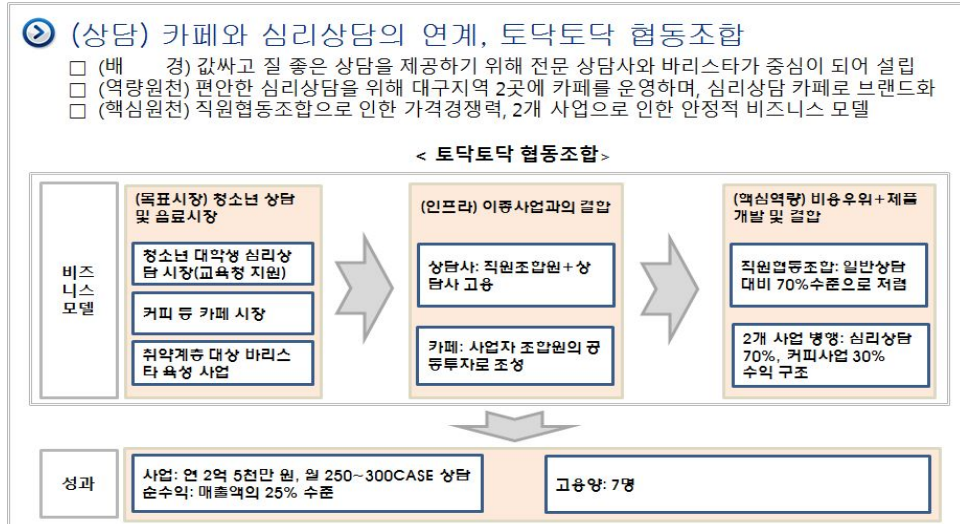 (상담) 카페와 심리상담의 연계, 토닥토닥 협동조합
□ (배 경) 값싸고 질 좋은 상담을 제공하기 위해 전문 상담사와 바리스타가 중심이 되어 설립
□ (역량원천) 편안한 심리상담을 위해 대구지역 2곳에 카페를 운영하며, 심리상담 카페로 브랜드화
□ (핵심원천) 직원협동조합으로 인한 가격경쟁력, 2개 사업으로 인한 안정적 비즈니스 모델
< 토닥토닥 협동조합>
비즈
니스
모델
(목표시장) 청소년 상담
및 음료시장
청소년 대학생 심리상
담 시장(교육청 지원)
커피 등 카페 시장
취약계층 대상 바리스
타 육성 사업
(인프라) 이종사업과의 결합
상담사: 직원조합원+상
담사 고용
카페: 사업자 조합원의 공
동투자로 조성
(핵심역량) 비용우위+제품
개발 및 결합
직원협동조합: 일반상담
대비 70%수준으로 저렴
2개 사업 병행: 심리상담
70%, 커피사업 30%
수익 구조
성과
사업: 연 2억 5천만 원, 월 250~300CASE 상담
순수익: 매출액의 25% 수준
고용양: 7명